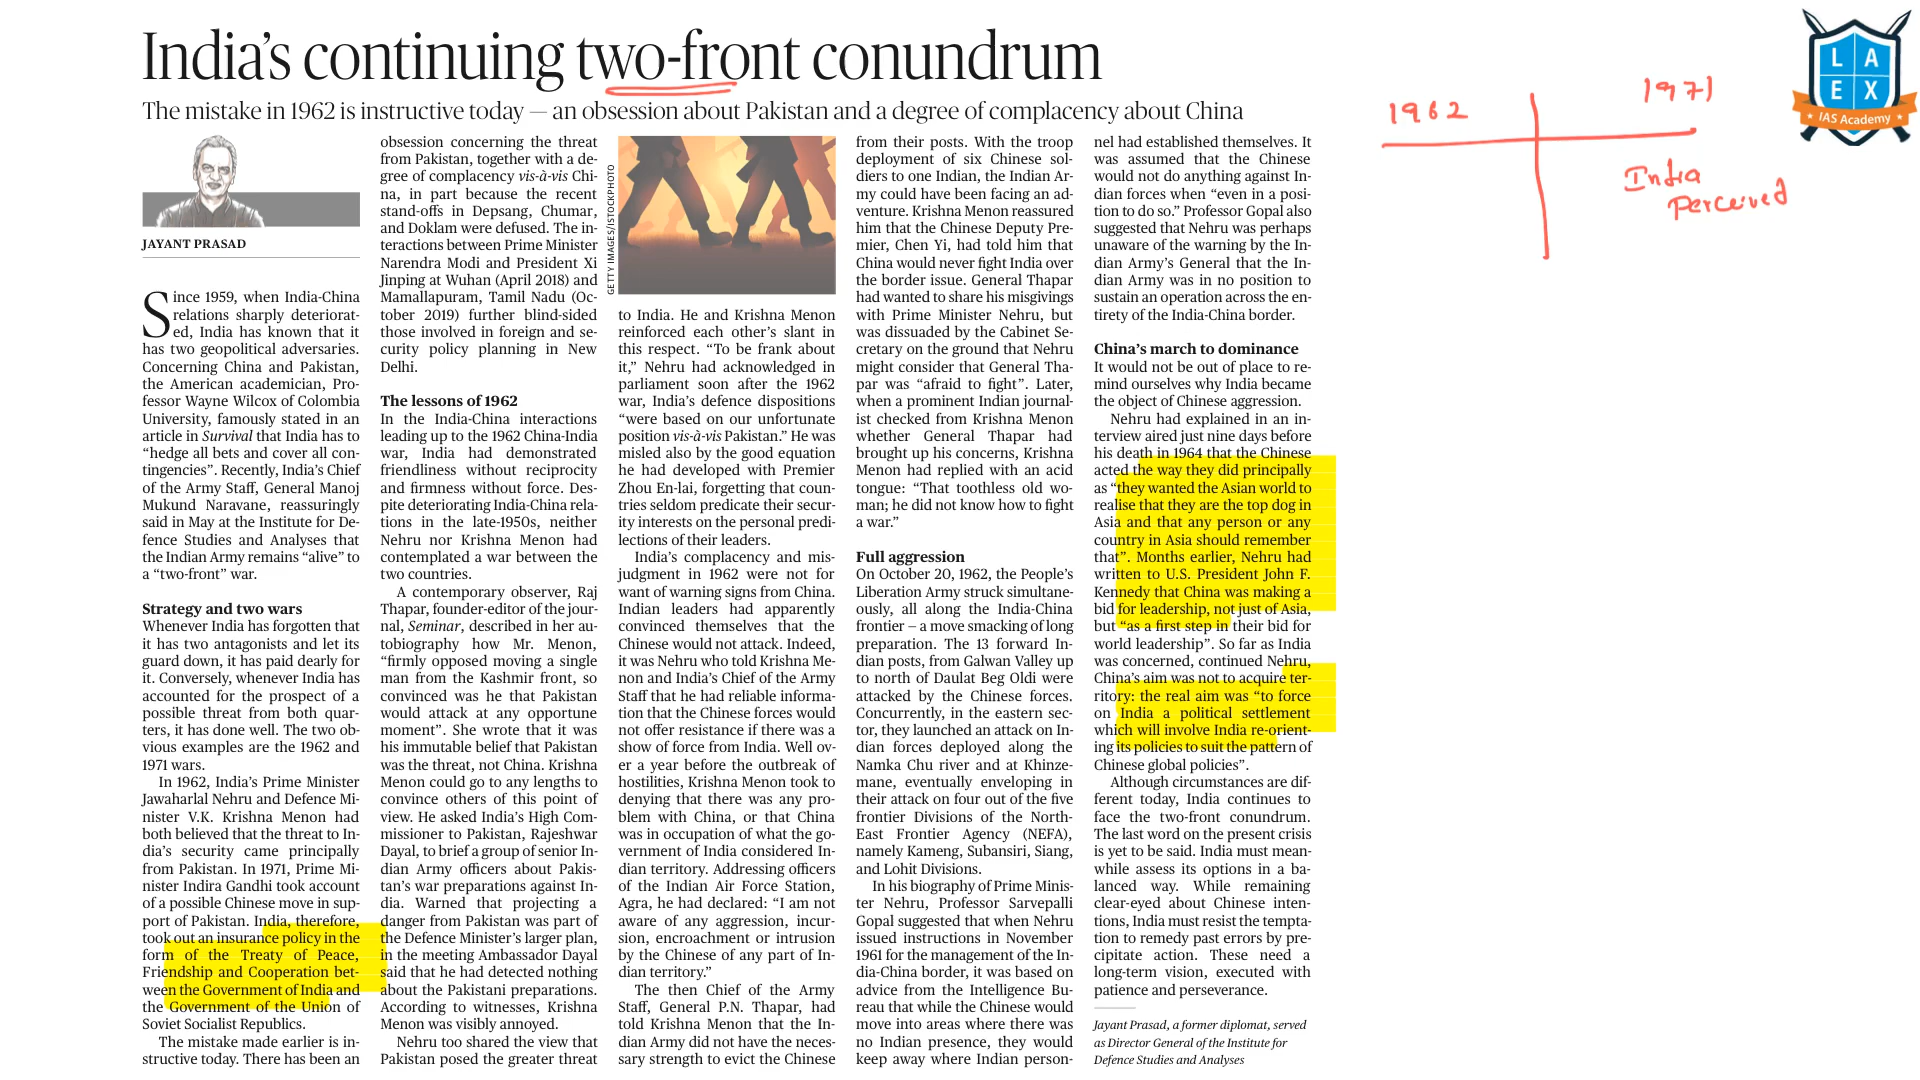 India's continuing two-front conundrum
The mistake in 1962 is instructive today — an obsession about Pakistan and a degree of complacency about China
JAYANT PRASAD
Since 1959, when India-China
relations sharply deteriorat-
ed, India has known that it
has two geopolitical adversaries.
Concerning China and Pakistan,
the American academician, Pro-
fessor Wayne Wilcox of Colombia
University, famously stated in an
article in Survival that India has to
“hedge all bets and cover all con-
tingencies”. Recently, India's Chief
of the Army Staff, General Manoj
Mukund Naravane, reassuringly
said in May at the Institute for De-
fence Studies and Analyses that
the Indian Army remains “alive” to
a “two-front” war.
Strategy and two wars
Whenever India has forgotten that
it has two antagonists and let its
guard down, it has paid dearly for
it. Conversely, whenever India has
accounted for the prospect of a
possible threat from both quar-
ters, it has done well. The two ob-
vious examples are the 1962 and
1971 wars.
In 1962, India's Prime Minister
Jawaharlal Nehru and Defence Mi-
nister V.K. Krishna Menon had
both believed that the threat to In-
dia's security came principally
from Pakistan. In 1971, Prime Mi-
nister Indira Gandhi took account
of a possible Chinese move in sup-
port of Pakistan. India, therefore,
took out an insurance policy in the
form of the Treaty of Peace,
Friendship and Cooperation bet-
ween the Government of India and
the Government of the Union of
Soviet Socialist Republics.
The mistake made earlier is in-
structive today. There has been an
obsession concerning the threat
from Pakistan, together with a de-
gree of complacency vis-à-vis Chi-
na, in part because the recent
stand-offs in Depsang, Chumar,
and Doklam were defused. The in-
teractions between Prime Minister
Narendra Modi and President Xi
Jinping at Wuhan (April 2018) and
Mamallapuram, Tamil Nadu (Oc-
tober 2019) further blind-sided
those involved in foreign and se-
curity policy planning in New
Delhi.
The lessons of 1962
In the India-China interactions
leading up to the 1962 China-India
war, India had demonstrated
friendliness without reciprocity
and firmness without force. Des-
pite deteriorating India-China rela-
tions in the late-1950s, neither
Nehru nor Krishna Menon had
contemplated a war between the
two countries.
A contemporary observer, Raj
Thapar, founder-editor of the jour-
nal, Seminar, described in her au-
tobiography how Mr. Menon,
“firmly opposed moving a single
man from the Kashmir front, so
convinced was he that Pakistan
would attack at any opportune
moment”. She wrote that it was
his immutable belief that Pakistan
was the threat, not China. Krishna
Menon could go to any lengths to
convince others of this point of
view. He asked India's High Com-
missioner to Pakistan, Rajeshwar
Dayal, to brief a group of senior In-
dian Army officers about Pakis-
tan's war preparations against In-
dia. Warned that projecting a
danger from Pakistan was part of
the Defence Minister's larger plan,
in the meeting Ambassador Dayal
said that he had detected nothing
about the Pakistani preparations.
According to witnesses, Krishna
Menon was visibly annoyed.
Nehru too shared the view that
Pakistan posed the greater threat
GETTY IMAGES/ISTOCKPHOTO
to India. He and Krishna Menon
reinforced each other's slant in
this respect. “To be frank about
it,” Nehru had acknowledged in
parliament soon after the 1962
war, India's defence dispositions
“were based on our unfortunate
position vis-à-vis Pakistan.” He was
misled also by the good equation
he had developed with Premier
Zhou En-lai, forgetting that coun-
tries seldom predicate their secur-
ity interests on the personal predi-
lections of their leaders.
India's complacency and mis-
judgment in 1962 were not for
want of warning signs from China.
Indian leaders had apparently
convinced themselves that the
Chinese would not attack. Indeed,
it was Nehru who told Krishna Me-
non and India's Chief of the Army
Staff that he had reliable informa-
tion that the Chinese forces would
not offer resistance if there was a
show of force from India. Well ov-
er a year before the outbreak of
hostilities, Krishna Menon took to
denying that there was any pro-
blem with China, or that China
was in occupation of what the go-
vernment of India considered In-
dian territory. Addressing officers
of the Indian Air Force Station,
Agra, he had declared: “I am not
aware of any aggression, incur-
sion, encroachment or intrusion
by the Chinese of any part of In-
dian territory.”
The then Chief of the Army
Staff, General P.N. Thapar, had
told Krishna Menon that the In-
dian Army did not have the neces-
sary strength to evict the Chinese
from their posts. With the troop
deployment of six Chinese sol-
diers to one Indian, the Indian Ar-
my could have been facing an ad-
venture. Krishna Menon reassured
him that the Chinese Deputy Pre-
mier, Chen Yi, had told him that
China would never fight India over
the border issue. General Thapar
had wanted to share his misgivings
with Prime Minister Nehru, but
was dissuaded by the Cabinet Se-
cretary on the ground that Nehru
might consider that General Tha-
par was “afraid to fight”. Later,
when a prominent Indian journal-
ist checked from Krishna Menon
whether General Thapar had
brought up his concerns, Krishna
Menon had replied with an acid
tongue: “That toothless old wo-
man; he did not know how to fight
a war.”
Full aggression
On October 20, 1962, the People's
Liberation Army struck simultane-
ously, all along the India-China
frontier – a move smacking of long
preparation. The 13 forward In-
dian posts, from Galwan Valley up
to north of Daulat Beg Oldi were
attacked by the Chinese forces.
Concurrently, in the eastern sec-
tor, they launched an attack on In-
dian forces deployed along the
Namka Chu river and at Khinze-
mane, eventually enveloping in
their attack on four out of the five
frontier Divisions of the North-
East Frontier Agency (NEFA),
namely Kameng, Subansiri, Siang,
and Lohit Divisions.
In his biography of Prime Minis-
ter Nehru, Professor Sarvepalli
Gopal suggested that when Nehru
issued instructions in November
1961 for the management of the In-
dia-China border, it was based on
advice from the Intelligence Bu-
reau that while the Chinese would
move into areas where there was
no Indian presence, they would
keep away where Indian person-
nel had established themselves. It
was assumed that the Chinese
would not do anything against In-
dian forces when “even in a posi-
tion to do so.” Professor Gopal also
suggested that Nehru was perhaps
unaware of the warning by the In-
dian Army's General that the In-
dian Army was in no position to
sustain an operation across the en-
tirety of the India-China border.
China's march to dominance
It would not be out of place to re-
mind ourselves why India became
the object of Chinese aggression.
Nehru had explained in an in-
terview aired just nine days before
his death in 1964 that the Chinese
acted the way they did principally
as “they wanted the Asian world to
realise that they are the top dog in
Asia and that any person or any
country in Asia should remember
that”. Months earlier, Nehru had
written to U.S. President John F.
Kennedy that China was making a
bid for leadership, not just of Asia,
but “as a first step in their bid for
world leadership”. So far as India
was concerned, continued Nehru,
China's aim was not to acquire ter-
ritory: the real aim was “to force
on India a political settlement
which will involve India re-orient-
ing its policies to suit the pattern of
Chinese global policies”.
Although circumstances are dif-
ferent today, India continues to
face the two-front conundrum.
The last word on the present crisis
is yet to be said. India must mean-
while assess its options in a ba-
lanced way. While remaining
clear-eyed about Chinese inten-
tions, India must resist the tempta-
tion to remedy past errors by pre-
cipitate action. These need a
long-term vision, executed with
patience and perseverance.
Jayant Prasad, a former diplomat, served
as Director General of the Institute for
Defence Studies and Analyses
1962
1971
India
Perceived
L A
E X
IAS Academy